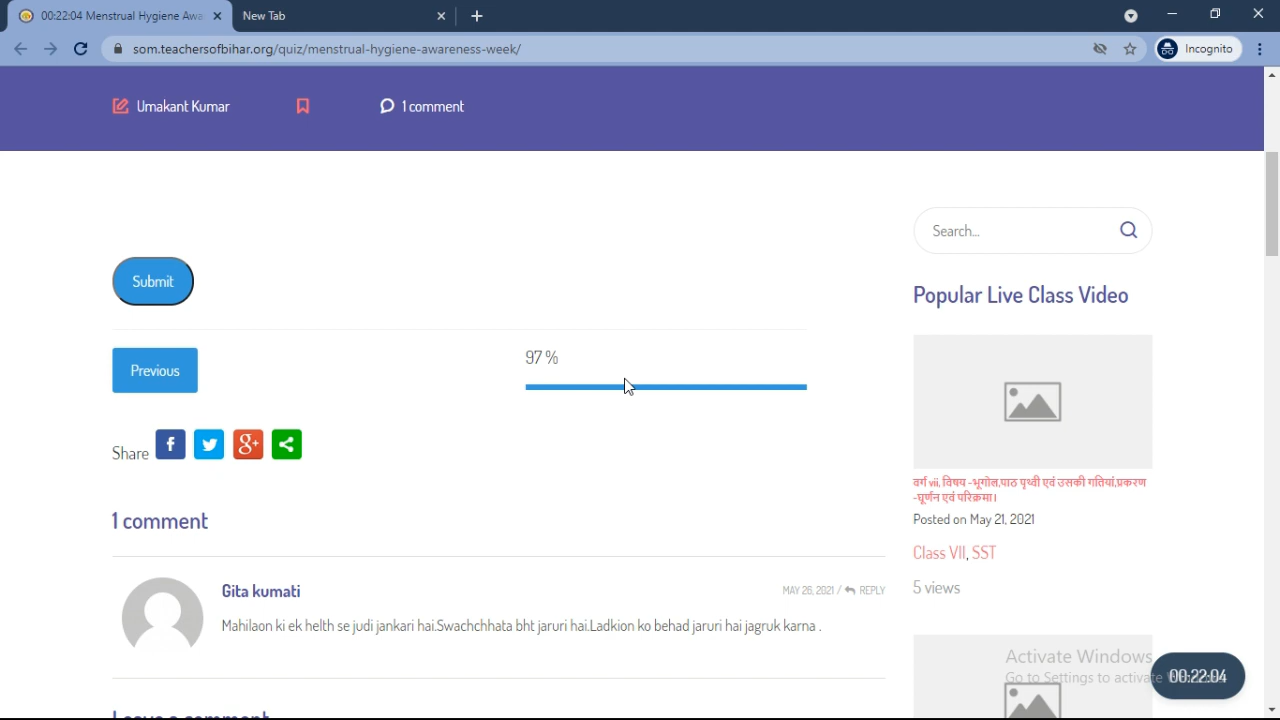 00:22:04 Menstrual Hygiene Awa
New Tab
som.teachersofbihar.org/quiz/menstrual-hygiene-awareness-week/
Incognito
Umakant Kumar
1 comment
Search...
Submit
Popular Live Class Video
97 %
Previous
Share
वर्ग vii, विषय -भूगोल,पाठ पृथ्वी एवं उसकी गतियां,प्रकरण
-घूर्णन एवं परिक्रमा।
Posted on May 21, 2021
1 comment
Class VII, SST
Gita kumati
MAY 26, 2021 / REPLY
5 views
Mahilaon ki ek helth se judi jankari hai.Swachchhata bht jaruri hai.Ladkion ko behad jaruri hai jagruk karna .
Activate Windows
Go to Settings to activate
00:22:04
Leave a comment